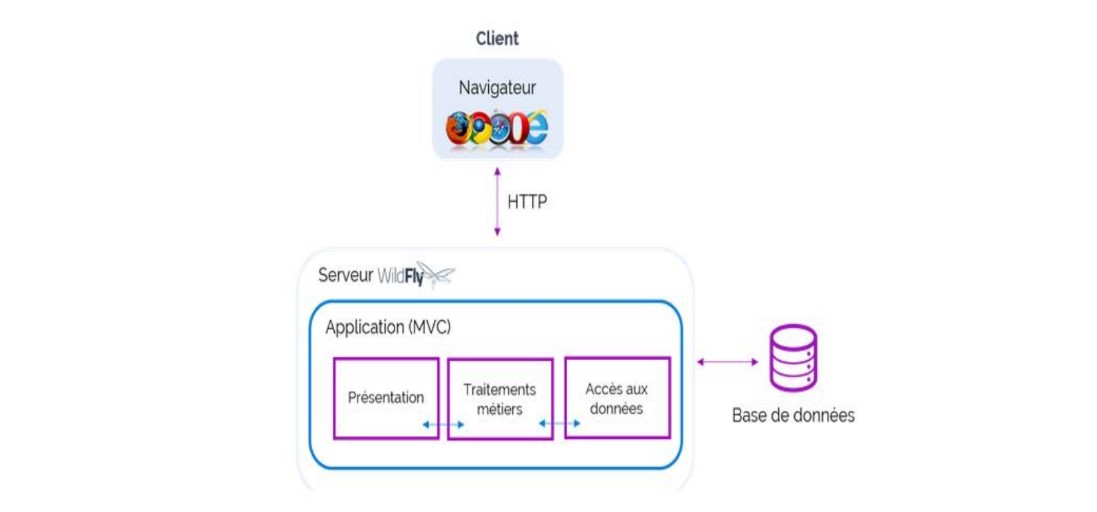 Client
Navigateur
HTTP
Serveur WildFly
Application (MVC)
Présentation
Traitements
métiers
Accès aux
données
Base de données